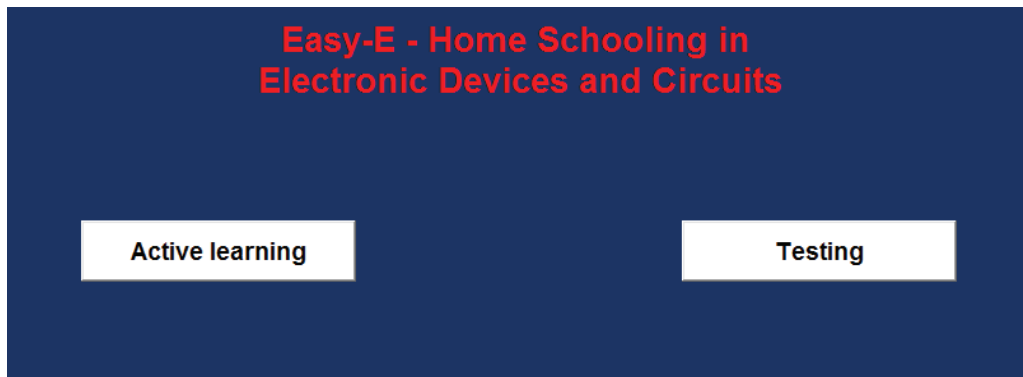 Easy-E - Home Schooling in
Electronic Devices and Circuits
Active learning
Testing